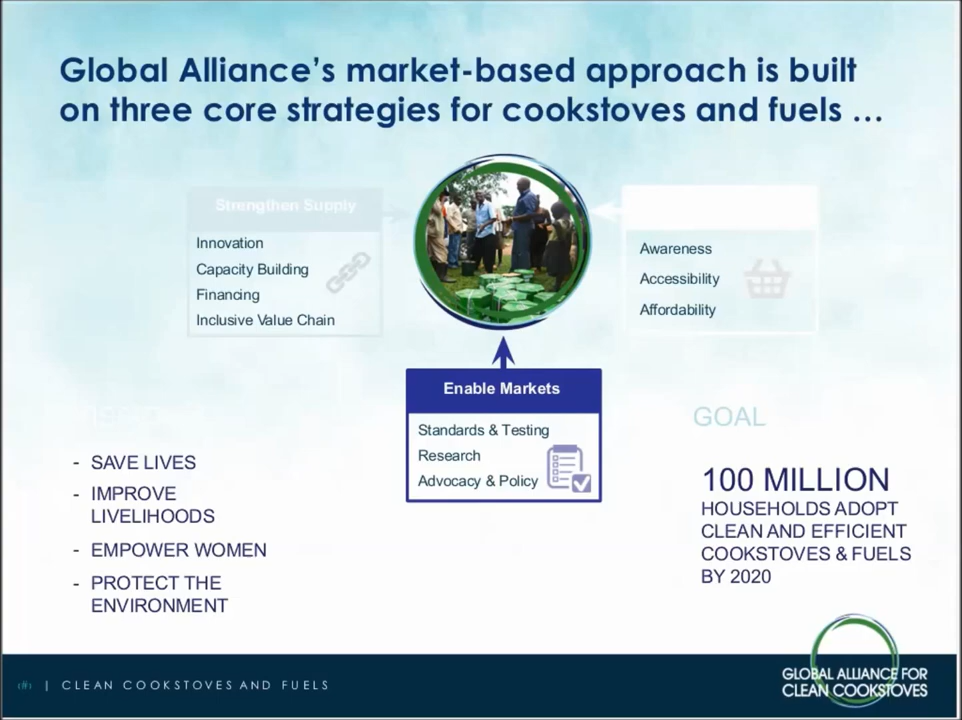 Global Alliance's market-based approach is built
on three core strategies for cookstoves and fuels ...
Strengthen Supply
Innovation
Capacity Building
Financing
Inclusive Value Chain
Awareness
Accessibility
Affordability
Enable Markets
Standards & Testing
Research
Advocacy & Policy
- SAVE LIVES
- IMPROVE
LIVELIHOODS
- EMPOWER WOMEN
- PROTECT THE
ENVIRONMENT
GOAL
100 MILLION
HOUSEHOLDS ADOPT
CLEAN AND EFFICIENT
COOKSTOVES & FUELS
BY 2020
‹#› | CLEAN COOKSTOVES AND FUELS
GLOBAL ALLIANCE FOR
CLEAN COOKSTOVES